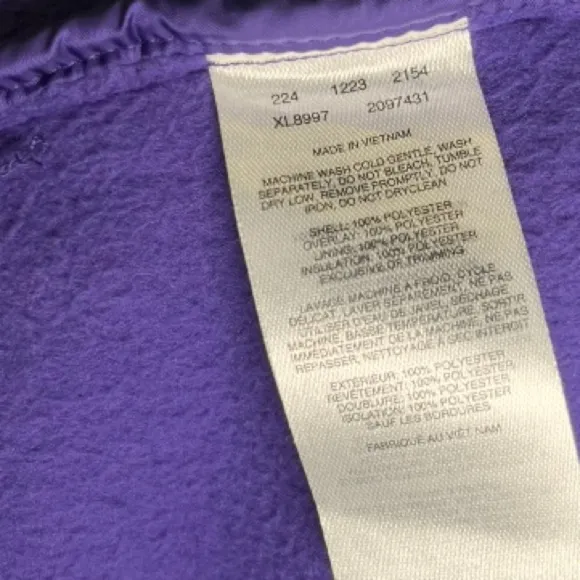 224 1223 2154
XL8997 2097431
MADE IN VIETNAM
MACHINE WASH COLD GENTLE, WASH
SEPARATELY, DO NOT BLEACH, TUMBLE
DRY LOW, REMOVE PROMPTLY, DO NOT
IRON, DO NOT DRYCLEAN
SHELL: 100% POLYESTER
OVERLAY: 100% POLYESTER
LINING: 100% POLYESTER
INSULATION: 100% POLYESTER
EXCLUSIVE OF TRIMMING
LAVAGE MACHINE A FROID, CYCLE
DELICAT, LAVER SEPAREMENT, NE PAS
UTILISER D'EAU DE JAVEL, SECHAGE
MACHINE, BASSE TEMPERATURE, SORTIR
IMMEDIATEMENT DE LA MACHINE, NE PAS
REPASSER, NETTOYAGE A SEC INTERDIT
EXTERIEUR: 100% POLYESTER
REVETEMENT: 100% POLYESTER
DOUBLURE: 100% POLYESTER
ISOLATION: 100% POLYESTER
SAUF LES BORDURES
FABRIQUE AU VIET NAM